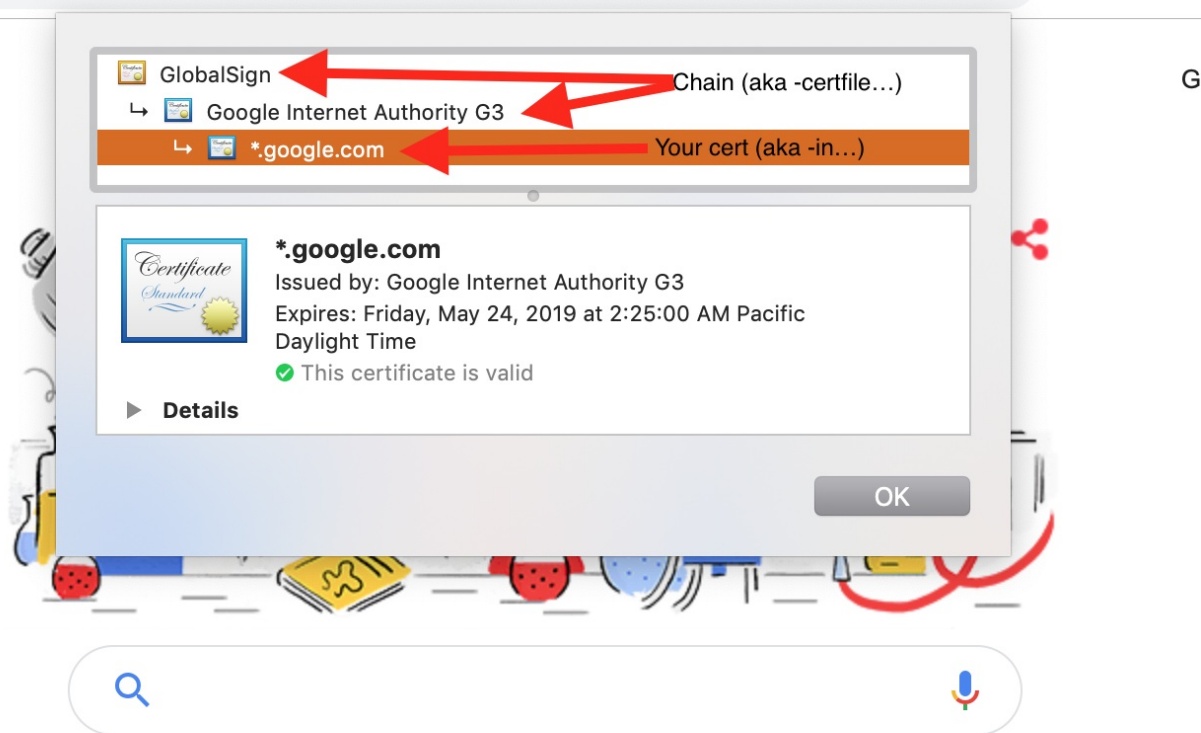 GlobalSign
Chain (aka -certfile...)
G
↳ Google Internet Authority G3
↳ *.google.com
Your cert (aka -in...)
Certificate
Standard
*.google.com
Issued by: Google Internet Authority G3
Expires: Friday, May 24, 2019 at 2:25:00 AM Pacific
Daylight Time
This certificate is valid
Details
OK